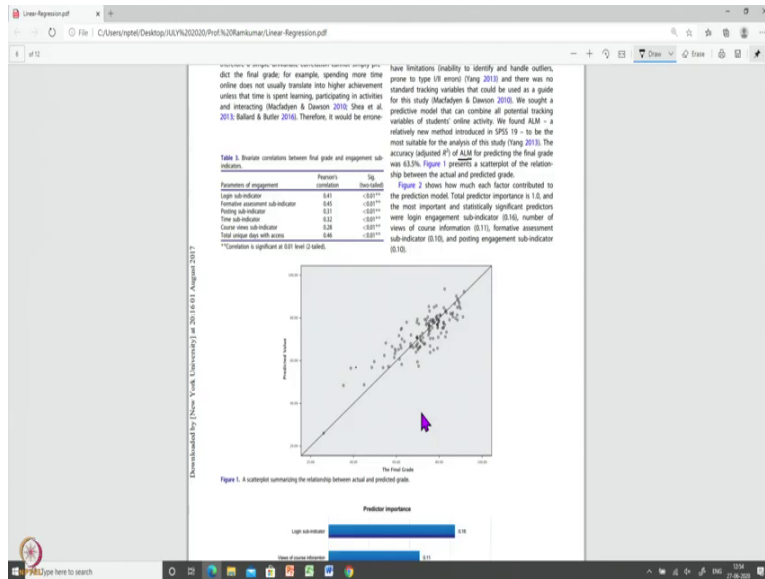 Linear-Regression.pdf
File | C:/Users/nptel/Desktop/JULY%202020/Prof.%20Ramkumar/Linear-Regression.pdf
of 12
Draw
Erase
dict the final grade; for example, spending more time
online does not usually translate into higher achievement
unless that time is spent learning, participating in activities
and interacting (Macfadyen & Dawson 2010; Shea et al.
2013; Ballard & Butler 2016). Therefore, it would be errone-
Table 3. Bivariate correlations between final grade and engagement sub-
indicators.
Parameters of engagement Pearson's correlation Sig. (two-tailed)
Login sub-indicator 0.41 <0.01**
Formative assessment sub-indicator 0.45 <0.01**
Posting sub-indicator 0.31 <0.01**
Time sub-indicator 0.32 <0.01**
Course views sub-indicator 0.28 <0.01**
Total unique days with access 0.46 <0.01**
**Correlation is significant at 0.01 level (2-tailed).
have limitations (inability to identify and handle outliers,
prone to type I/II errors) (Yang 2013) and there was no
standard tracking variables that could be used as a guide
for this study (Macfadyen & Dawson 2010). We sought a
predictive model that can combine all potential tracking
variables of students' online activity. We found ALM – a
relatively new method introduced in SPSS 19 – to be the
most suitable for the analysis of this study (Yang 2013). The
accuracy (adjusted R²) of ALM for predicting the final grade
was 63.5%. Figure 1 presents a scatterplot of the relation-
ship between the actual and predicted grade.
Figure 2 shows how much each factor contributed to
the prediction model. Total predictor importance is 1.0, and
the most important and statistically significant predictors
were login engagement sub-indicator (0.16), number of
views of course information (0.11), formative assessment
sub-indicator (0.10), and posting engagement sub-indicator
(0.10).
Downloaded by [New York University] at 20:16 01 August 2017
Predicted Value
The Final Grade
Figure 1. A scatterplot summarizing the relationship between actual and predicted grade.
Predictor importance
Login sub-indicator 0.16
Views of course information 0.11
NPTEL
Type here to search
ENG
12:54
27-06-2020